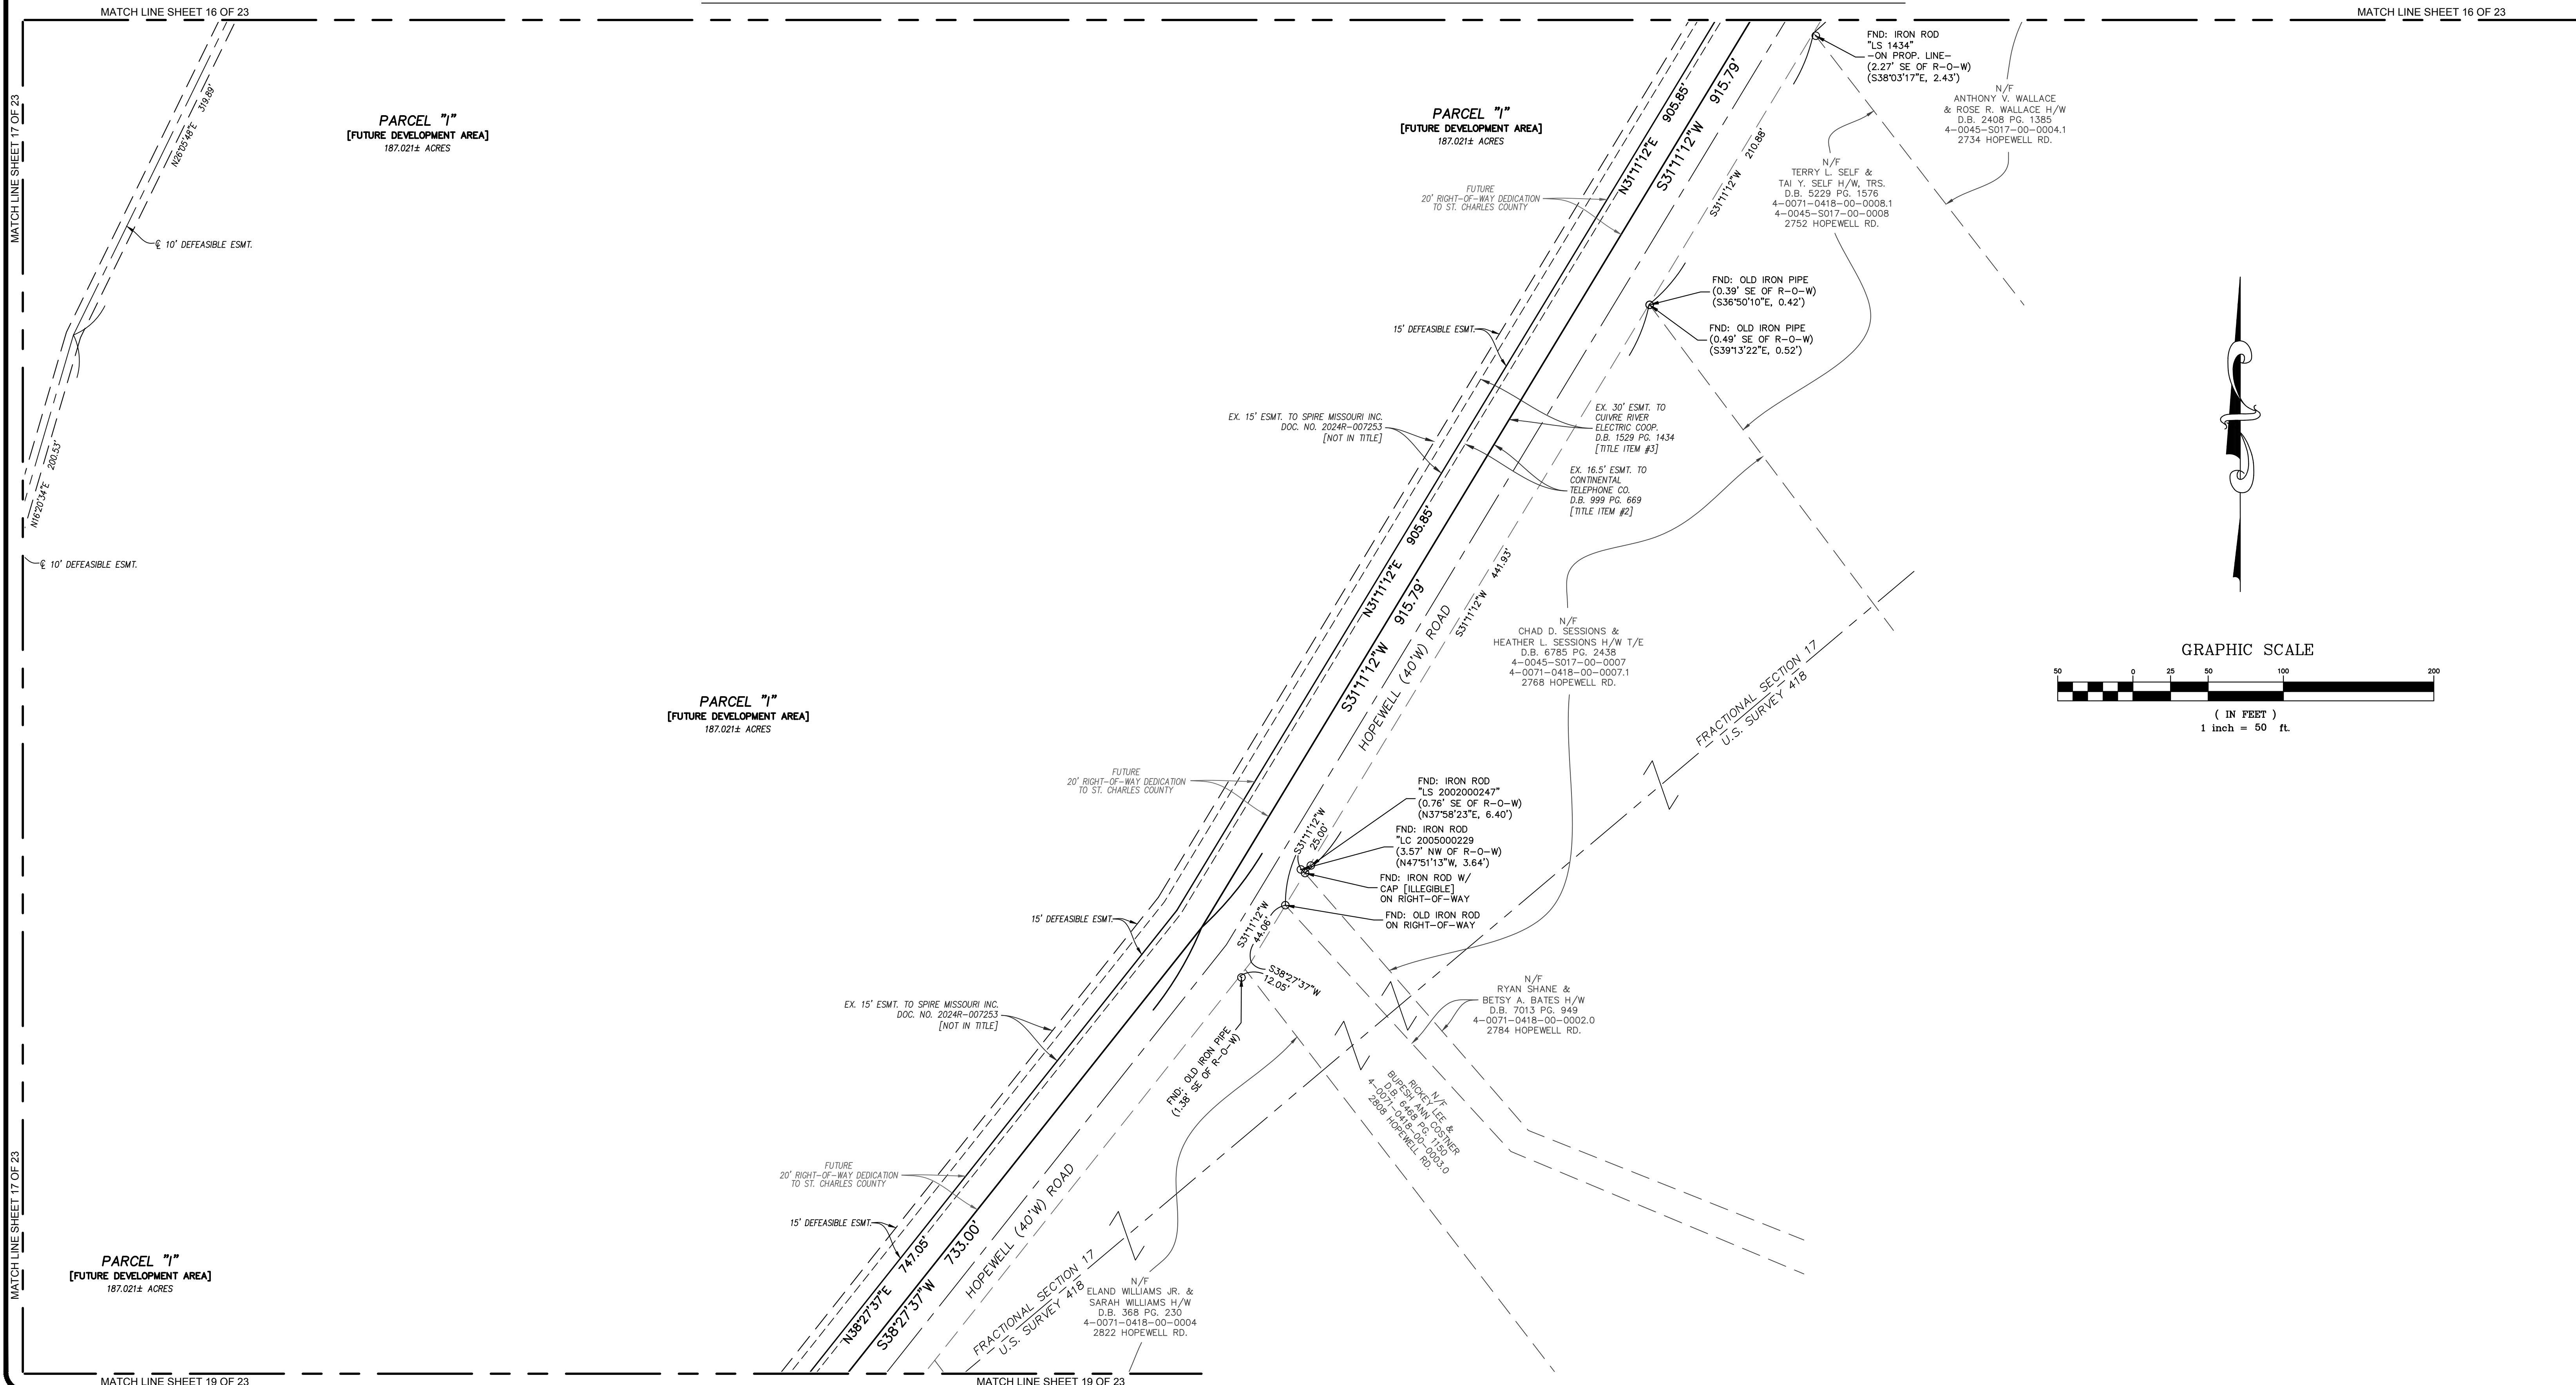 MATCH LINE SHEET 16 OF 23
MATCH LINE SHEET 16 OF 23
MATCH LINE SHEET 17 OF 23
N26°05'48"E 319.89'
PARCEL "I"
[FUTURE DEVELOPMENT AREA]
187.021± ACRES
℄ 10' DEFEASIBLE ESMT.
N16°20'34"E 200.53'
℄ 10' DEFEASIBLE ESMT.
PARCEL "I"
[FUTURE DEVELOPMENT AREA]
187.021± ACRES
FUTURE
20' RIGHT-OF-WAY DEDICATION
TO ST. CHARLES COUNTY
N31°11'12"E 905.85'
S31°11'12"W 915.79'
S31°11'12"W 210.88'
FND: IRON ROD
"LS 1434"
-ON PROP. LINE-
(2.27' SE OF R-O-W)
(S38°03'17"E, 2.43')
N/F
ANTHONY V. WALLACE
& ROSE R. WALLACE H/W
D.B. 2408 PG. 1385
4-0045-S017-00-0004.1
2734 HOPEWELL RD.
N/F
TERRY L. SELF &
TAI Y. SELF H/W, TRS.
D.B. 5229 PG. 1576
4-0071-0418-00-0008.1
4-0045-S017-00-0008
2752 HOPEWELL RD.
FND: OLD IRON PIPE
(0.39' SE OF R-O-W)
(S36°50'10"E, 0.42')
FND: OLD IRON PIPE
(0.49' SE OF R-O-W)
(S39°13'22"E, 0.52')
15' DEFEASIBLE ESMT.
EX. 15' ESMT. TO SPIRE MISSOURI INC.
DOC. NO. 2024R-007253
[NOT IN TITLE]
EX. 30' ESMT. TO
CUIVRE RIVER
ELECTRIC COOP.
D.B. 1529 PG. 1434
[TITLE ITEM #3]
EX. 16.5' ESMT. TO
CONTINENTAL
TELEPHONE CO.
D.B. 999 PG. 669
[TITLE ITEM #2]
N31°11'12"E 905.85'
S31°11'12"W 915.79'
HOPEWELL (40'W) ROAD
S31°11'12"W 441.93'
N/F
CHAD D. SESSIONS &
HEATHER L. SESSIONS H/W T/E
D.B. 6785 PG. 2438
4-0045-S017-00-0007
4-0071-0418-00-0007.1
2768 HOPEWELL RD.
FRACTIONAL SECTION 17
U.S. SURVEY 418
GRAPHIC SCALE
50 0 25 50 100 200
( IN FEET )
1 inch = 50 ft.
PARCEL "I"
[FUTURE DEVELOPMENT AREA]
187.021± ACRES
FUTURE
20' RIGHT-OF-WAY DEDICATION
TO ST. CHARLES COUNTY
FND: IRON ROD
"LS 2002000247"
(0.76' SE OF R-O-W)
(N37°58'23"E, 6.40')
FND: IRON ROD
"LC 2005000229
(3.57' NW OF R-O-W)
(N47°51'13"W, 3.64')
FND: IRON ROD W/
CAP [ILLEGIBLE]
ON RIGHT-OF-WAY
FND: OLD IRON ROD
ON RIGHT-OF-WAY
S31°11'12"W
25.00'
S31°11'12"W
44.06'
S38°27'37"W
12.05'
15' DEFEASIBLE ESMT.
EX. 15' ESMT. TO SPIRE MISSOURI INC.
DOC. NO. 2024R-007253
[NOT IN TITLE]
FND: OLD IRON PIPE
(1.38' SE OF R-O-W)
N/F
RYAN SHANE &
BETSY A. BATES H/W
D.B. 7013 PG. 949
4-0071-0418-00-0002.0
2784 HOPEWELL RD.
N/F
RICKEY LEE &
BUPESH ANN COSTNER
D.B. 6468 PG. 1150
4-0071-0418-00-0003.0
2808 HOPEWELL RD.
FUTURE
20' RIGHT-OF-WAY DEDICATION
TO ST. CHARLES COUNTY
15' DEFEASIBLE ESMT.
N38°27'37"E 747.05'
S38°27'37"W 733.00'
HOPEWELL (40'W) ROAD
FRACTIONAL SECTION 17
U.S. SURVEY 418
N/F
ELAND WILLIAMS JR. &
SARAH WILLIAMS H/W
D.B. 368 PG. 230
4-0071-0418-00-0004
2822 HOPEWELL RD.
MATCH LINE SHEET 17 OF 23
PARCEL "I"
[FUTURE DEVELOPMENT AREA]
187.021± ACRES
MATCH LINE SHEET 19 OF 23
MATCH LINE SHEET 19 OF 23